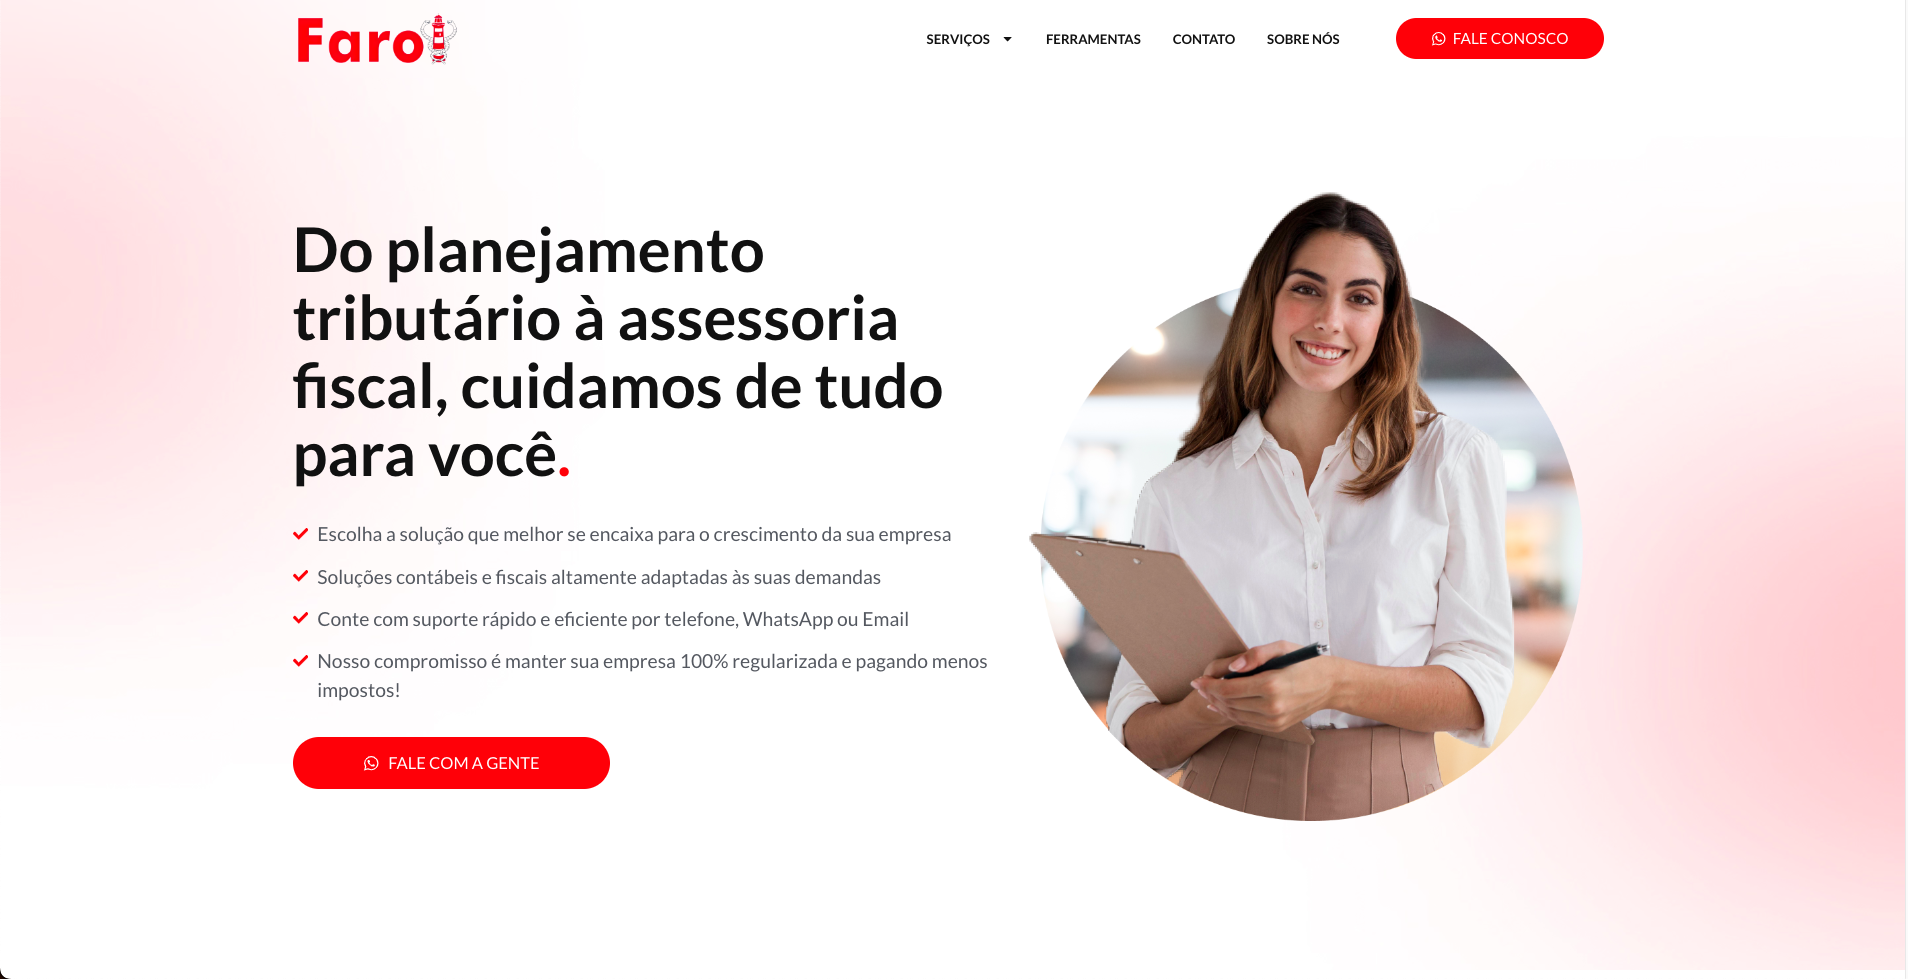 Farol
SERVIÇOS
FERRAMENTAS
CONTATO
SOBRE NÓS
FALE CONOSCO
Do planejamento
tributário à assessoria
fiscal, cuidamos de tudo
para você.
Escolha a solução que melhor se encaixa para o crescimento da sua empresa
Soluções contábeis e fiscais altamente adaptadas às suas demandas
Conte com suporte rápido e eficiente por telefone, WhatsApp ou Email
Nosso compromisso é manter sua empresa 100% regularizada e pagando menos
impostos!
FALE COM A GENTE